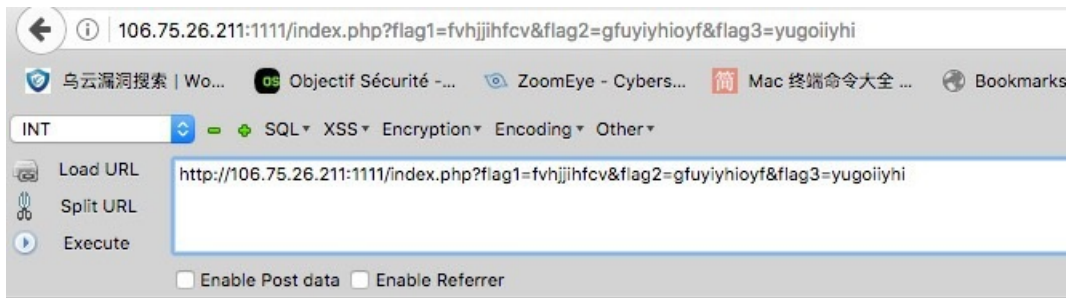 106.75.26.211:1111/index.php?flag1=fvhjjihfcv&flag2=gfuyiyhioyf&flag3=yugoiiyhi
乌云漏洞搜索 | Wo... OS Objectif Sécurité -... ZoomEye - Cybers... 简 Mac 终端命令大全 ... Bookmarks
INT SQL XSS Encryption Encoding Other
Load URL http://106.75.26.211:1111/index.php?flag1=fvhjjihfcv&flag2=gfuyiyhioyf&flag3=yugoiiyhi
Split URL
Execute
Enable Post data Enable Referrer